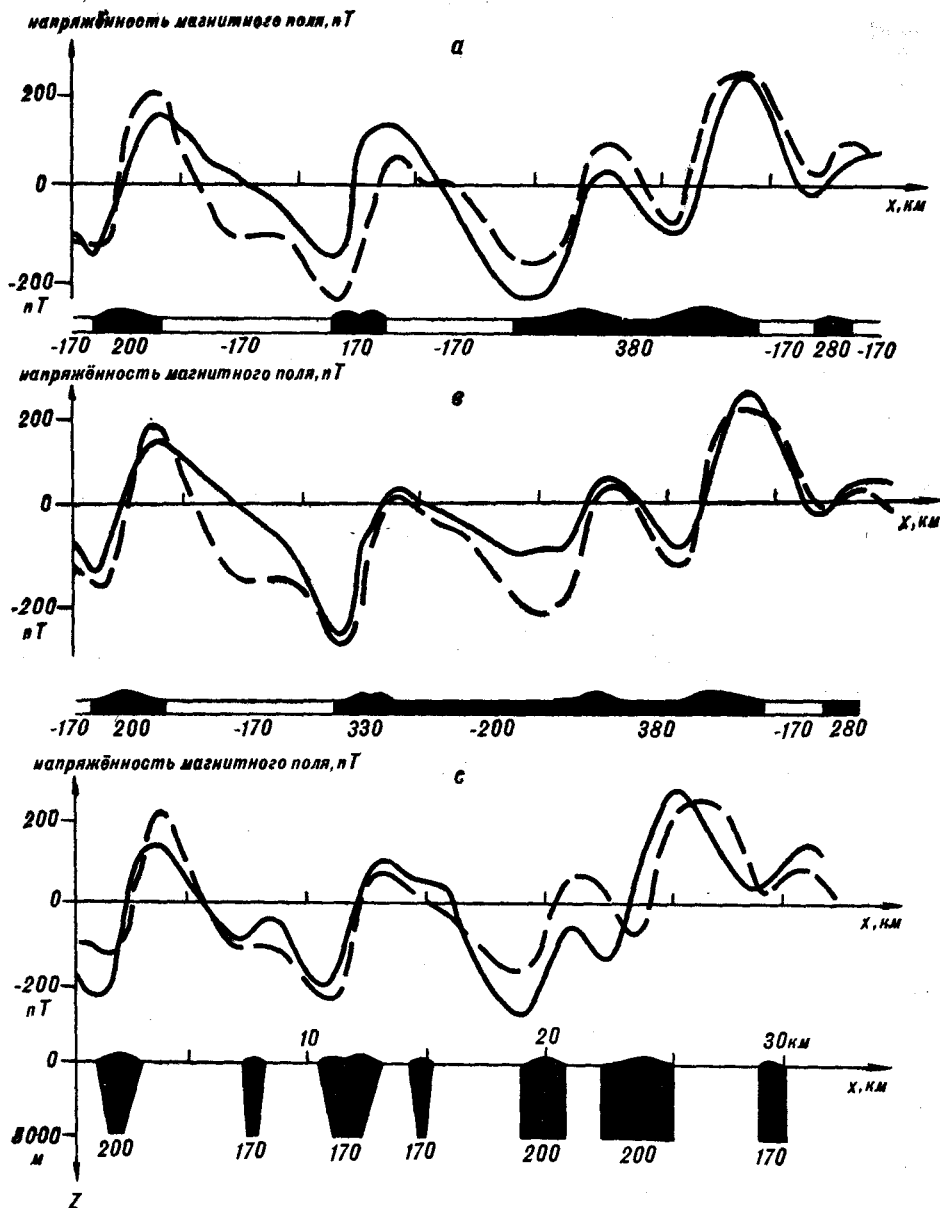 напряжённость магнитного поля, nT
a
200
0
x, км
-200
nT
-170 200 -170 170 -170 380 -170 280 -170
напряжённость магнитного поля, nT
в
200
0
x, км
-200
nT
-170 200 -170 330 -200 380 -170 280
напряжённость магнитного поля, nT
c
200
0
x, км
-200
nT
10 20 30км
0
x, км
5000
м
200 170 170 170 200 200 170
Z